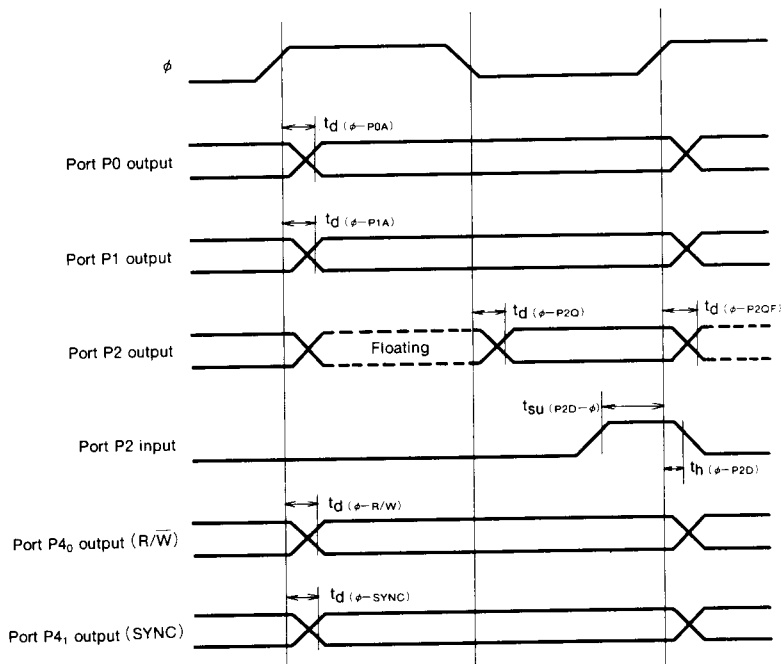 ϕ
td (ϕ−P0A)
Port P0 output
td (ϕ−P1A)
Port P1 output
td (ϕ−P2Q)
td (ϕ−P2QF)
Port P2 output
Floating
tsu (P2D−ϕ)
Port P2 input
th (ϕ−P2D)
td (ϕ−R/W)
Port P4₀ output (R/W̅)
td (ϕ−SYNC)
Port P4₁ output (SYNC)